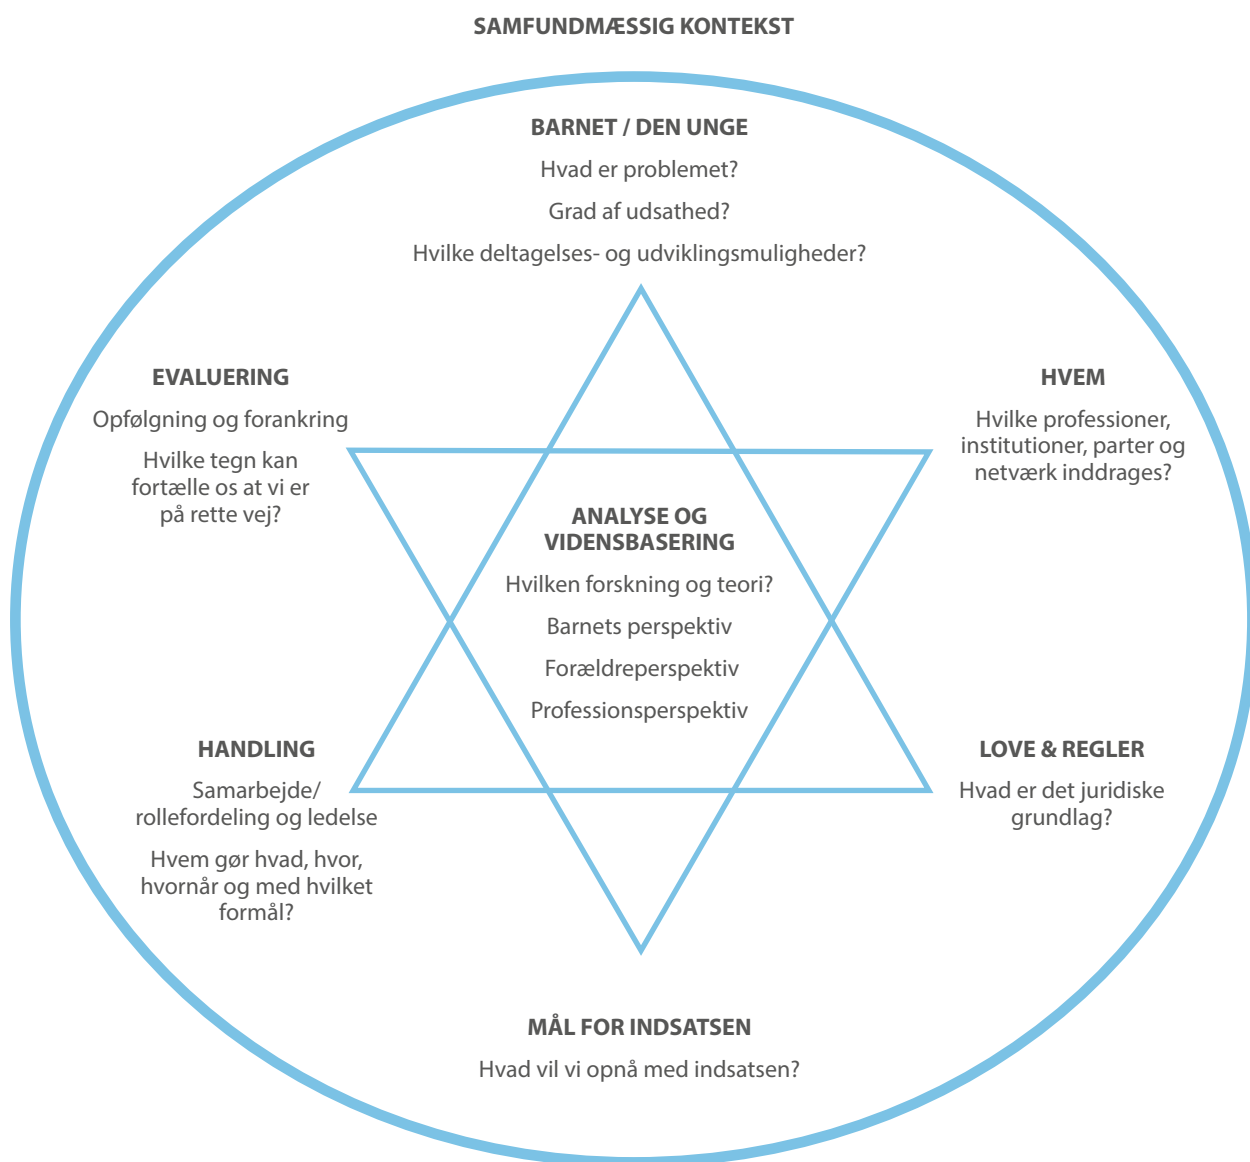 SAMFUNDMÆSSIG KONTEKST
BARNET / DEN UNGE
Hvad er problemet?
Grad af udsathed?
Hvilke deltagelses- og udviklingsmuligheder?
EVALUERING
Opfølgning og forankring
Hvilke tegn kan
fortælle os at vi er
på rette vej?
HVEM
Hvilke professioner,
institutioner, parter og
netværk inddrages?
ANALYSE OG
VIDENSBASERING
Hvilken forskning og teori?
Barnets perspektiv
Forældreperspektiv
Professionsperspektiv
HANDLING
Samarbejde/
rollefordeling og ledelse
Hvem gør hvad, hvor,
hvornår og med hvilket
formål?
LOVE & REGLER
Hvad er det juridiske
grundlag?
MÅL FOR INDSATSEN
Hvad vil vi opnå med indsatsen?